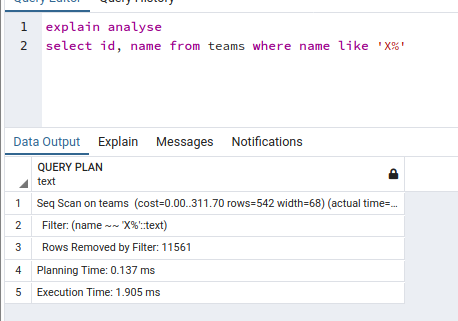 Query Editor Query History
1 explain analyse
2 select id, name from teams where name like 'X%'
Data Output Explain Messages Notifications
QUERY PLAN
text
1 Seq Scan on teams (cost=0.00..311.70 rows=542 width=68) (actual time=...
2 Filter: (name ~~ 'X%'::text)
3 Rows Removed by Filter: 11561
4 Planning Time: 0.137 ms
5 Execution Time: 1.905 ms